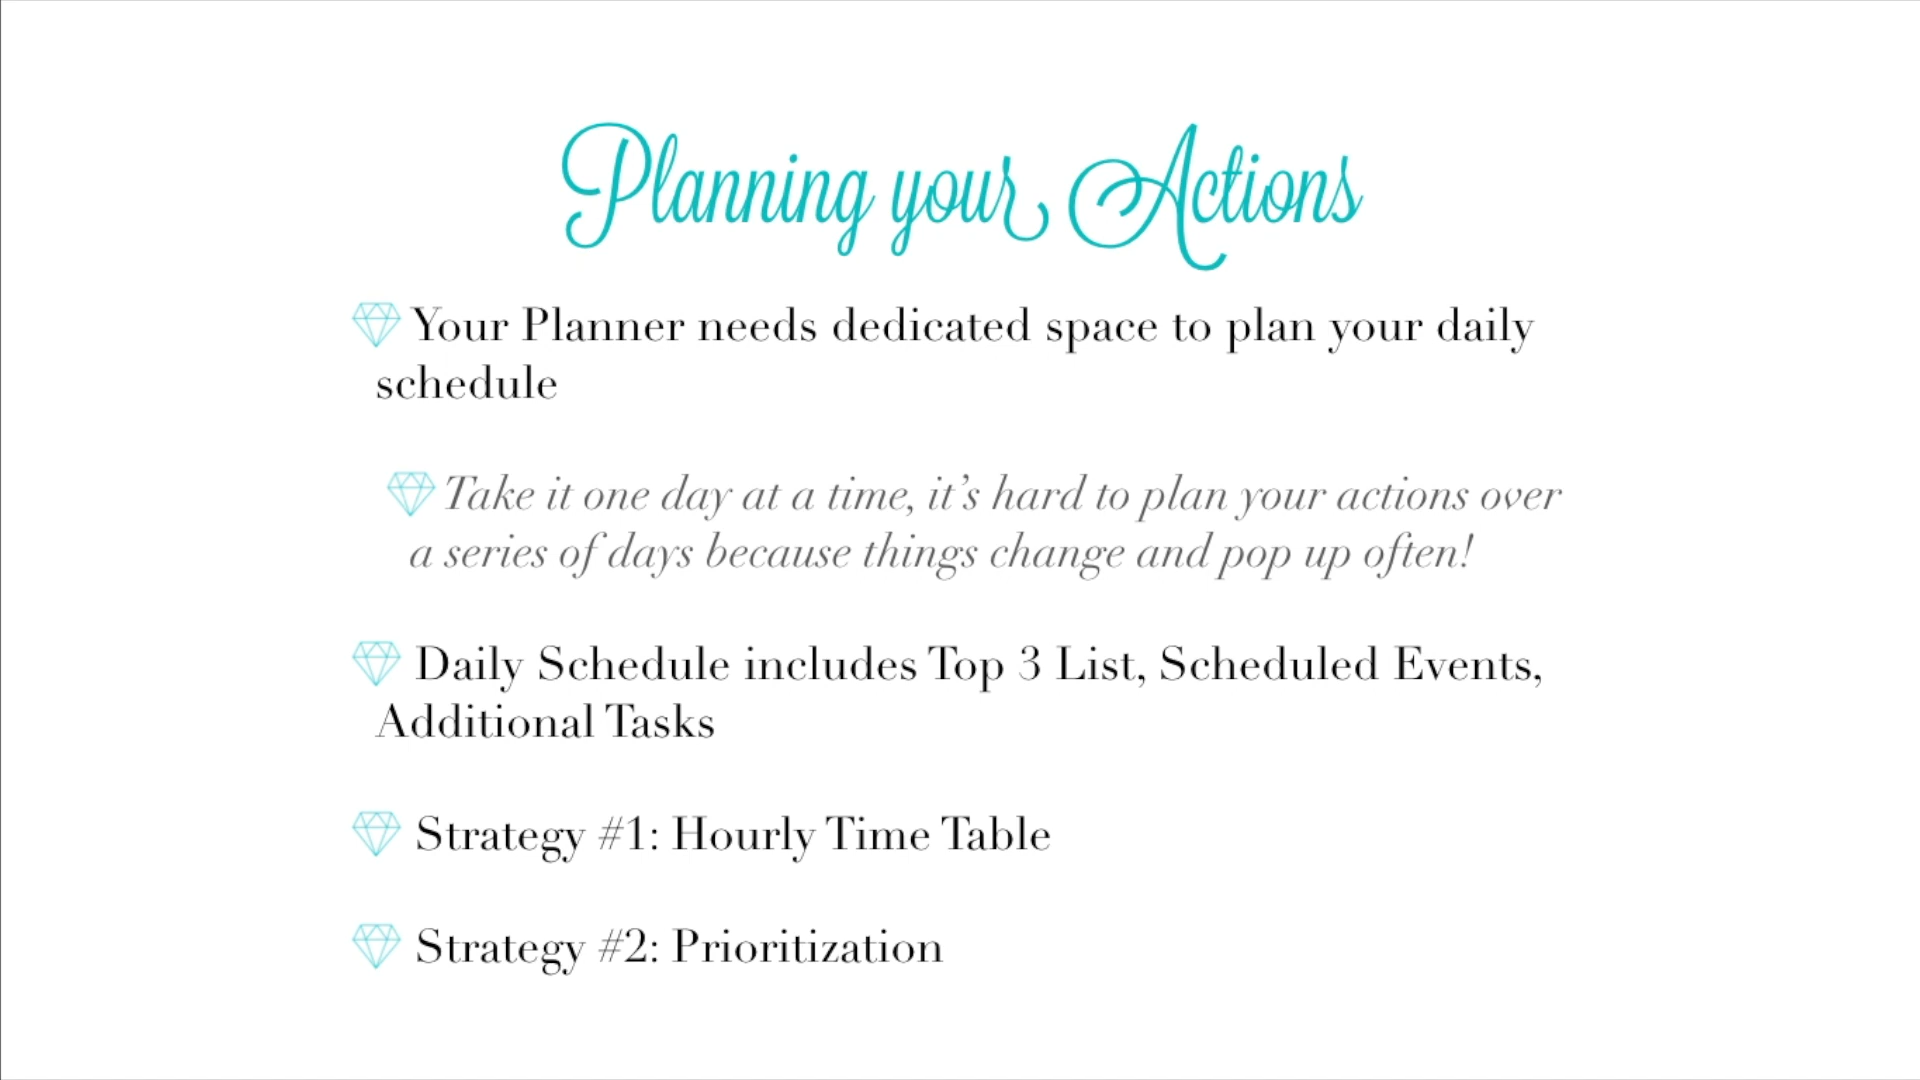 Planning your Actions
Your Planner needs dedicated space to plan your daily
schedule
Take it one day at a time, it’s hard to plan your actions over
a series of days because things change and pop up often!
Daily Schedule includes Top 3 List, Scheduled Events,
Additional Tasks
Strategy #1: Hourly Time Table
Strategy #2: Prioritization